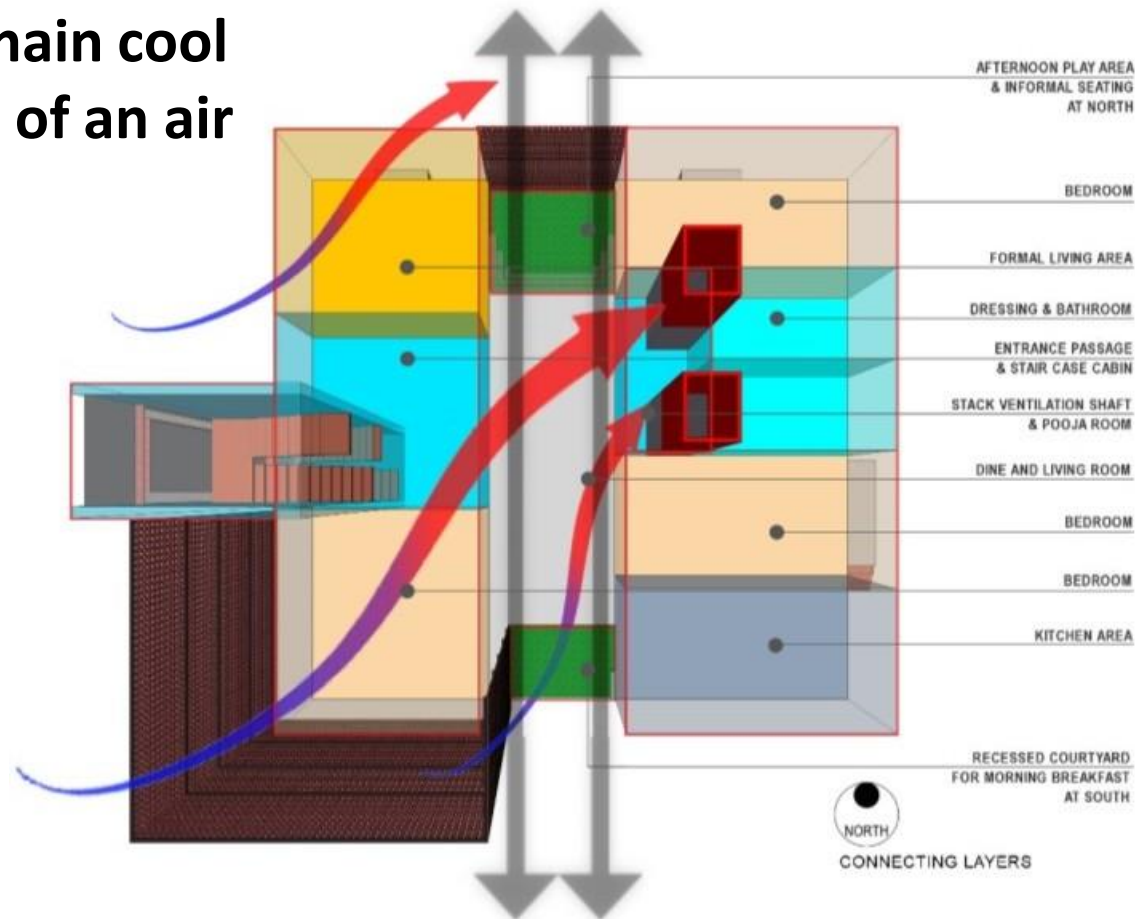 main cool
of an air
AFTERNOON PLAY AREA
& INFORMAL SEATING
AT NORTH
BEDROOM
FORMAL LIVING AREA
DRESSING & BATHROOM
ENTRANCE PASSAGE
& STAIR CASE CABIN
STACK VENTILATION SHAFT
& POOJA ROOM
DINE AND LIVING ROOM
BEDROOM
BEDROOM
KITCHEN AREA
RECESSED COURTYARD
FOR MORNING BREAKFAST
AT SOUTH
NORTH
CONNECTING LAYERS